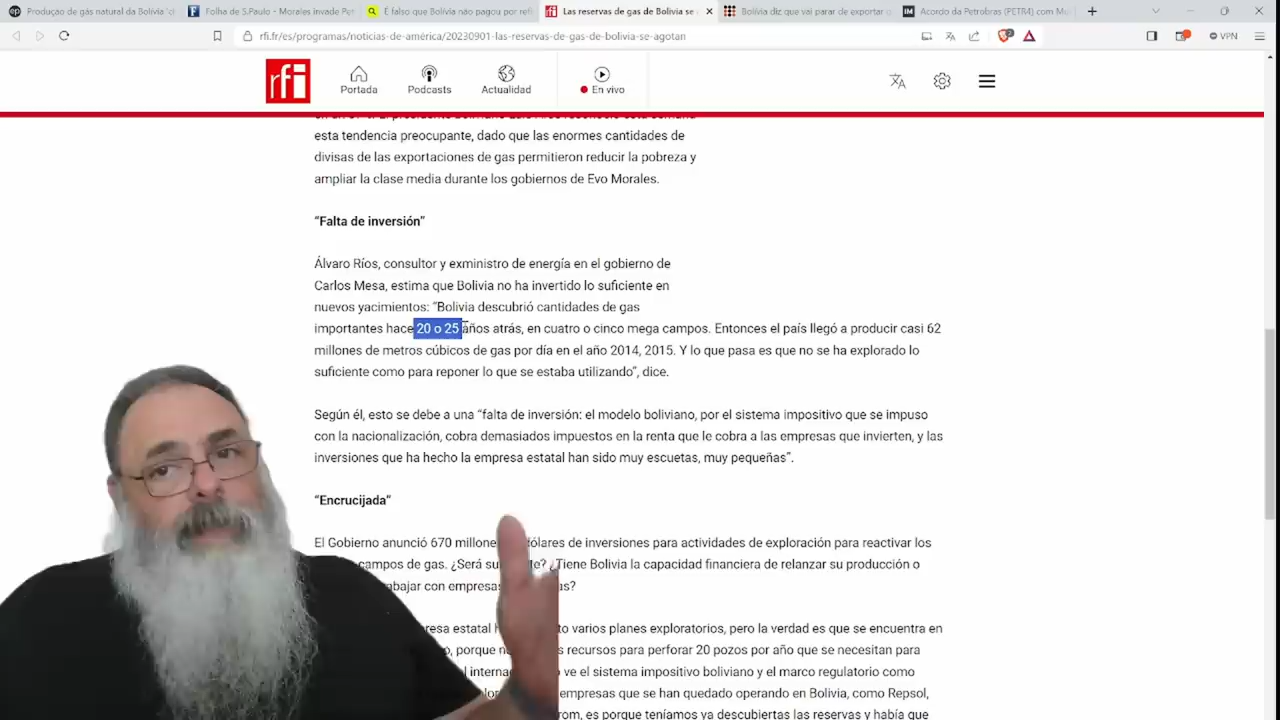 Produção de gás natural da Bolívia
Folha de S.Paulo - Morales invade
É falso que Bolívia não pagou por
Las reservas de gas de Bolivia se
Bolívia diz que vai parar de exportar
Acordo da Petrobras (PETR4) com
rfi.fr/es/programas/noticias-de-américa/20230901-las-reservas-de-gas-de-bolivia-se-agotan
VPN
rfi
Portada
Podcasts
Actualidad
En vivo
esta tendencia preocupante, dado que las enormes cantidades de
divisas de las exportaciones de gas permitieron reducir la pobreza y
ampliar la clase media durante los gobiernos de Evo Morales.
“Falta de inversión”
Álvaro Ríos, consultor y exministro de energía en el gobierno de
Carlos Mesa, estima que Bolivia no ha invertido lo suficiente en
nuevos yacimientos: “Bolivia descubrió cantidades de gas
importantes hace 20 o 25 años atrás, en cuatro o cinco mega campos. Entonces el país llegó a producir casi 62
millones de metros cúbicos de gas por día en el año 2014, 2015. Y lo que pasa es que no se ha explorado lo
suficiente como para reponer lo que se estaba utilizando”, dice.
Según él, esto se debe a una “falta de inversión: el modelo boliviano, por el sistema impositivo que se impuso
con la nacionalización, cobra demasiados impuestos en la renta que le cobra a las empresas que invierten, y las
inversiones que ha hecho la empresa estatal han sido muy escuetas, muy pequeñas”.
“Encrucijada“
El Gobierno anunció 670 millone ólares de inversiones para actividades de exploración para reactivar los
campos de gas. ¿Será su te? ¿Tiene Bolivia la capacidad financiera de relanzar su producción o
abajar con empresas as?
resa estatal to varios planes exploratorios, pero la verdad es que se encuentra en
o, porque n s recursos para perforar 20 pozos por año que se necesitan para
l internac o ve el sistema impositivo boliviano y el marco regulatorio como
empresas que se han quedado operando en Bolivia, como Repsol,
rom, es porque teníamos ya descubiertas las reservas y había que